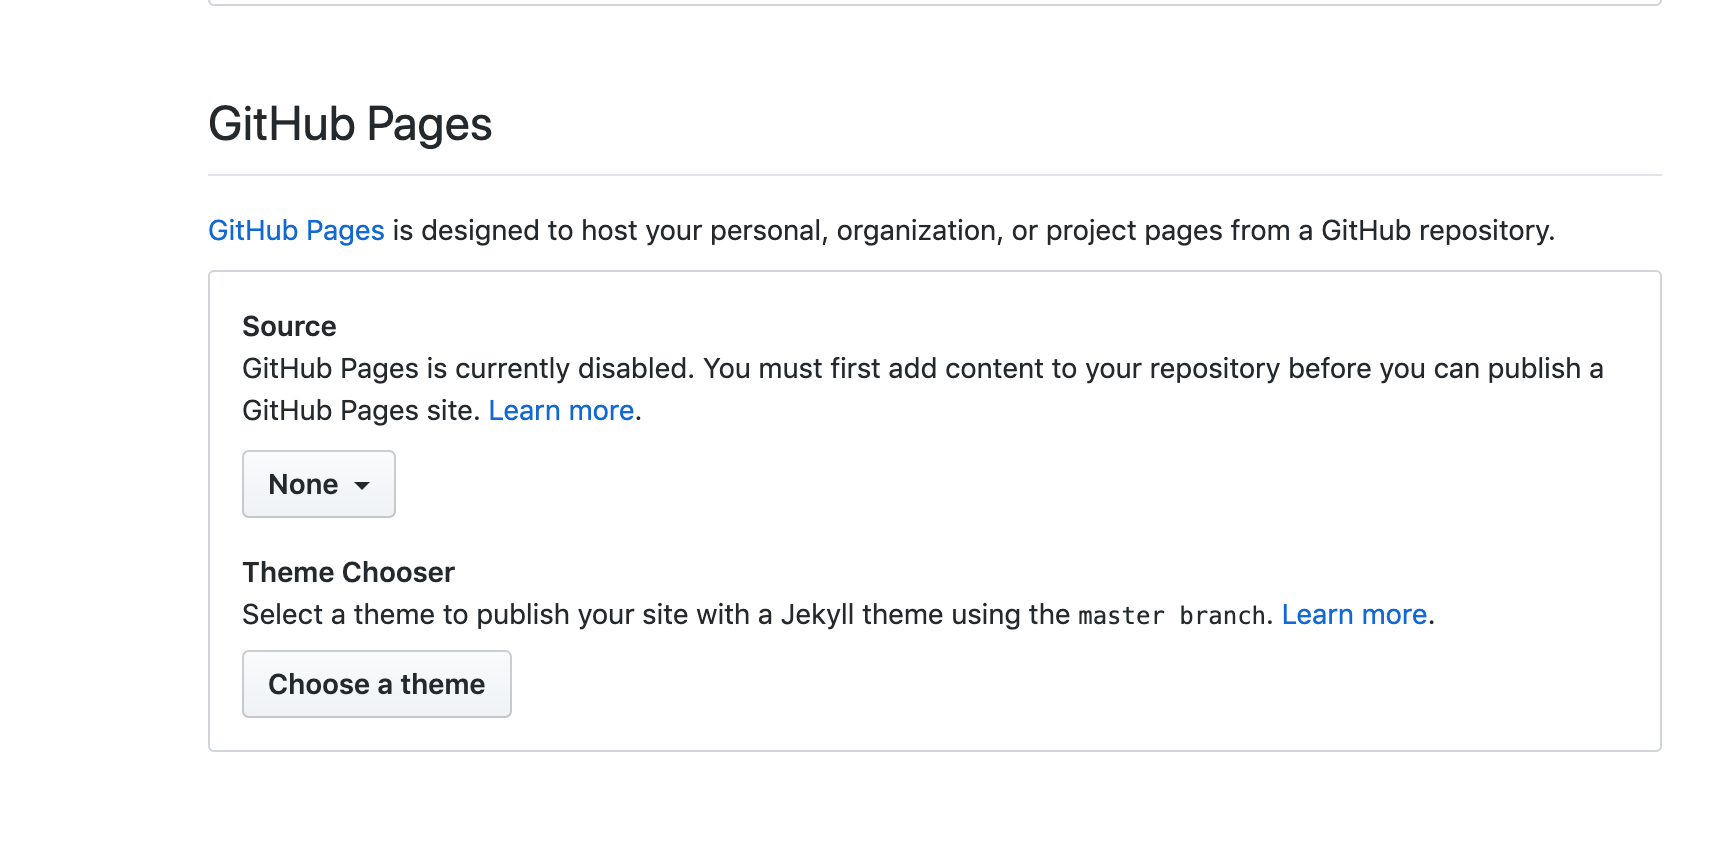 GitHub Pages
GitHub Pages is designed to host your personal, organization, or project pages from a GitHub repository.
Source
GitHub Pages is currently disabled. You must first add content to your repository before you can publish a
GitHub Pages site. Learn more.
None
Theme Chooser
Select a theme to publish your site with a Jekyll theme using the master branch. Learn more.
Choose a theme